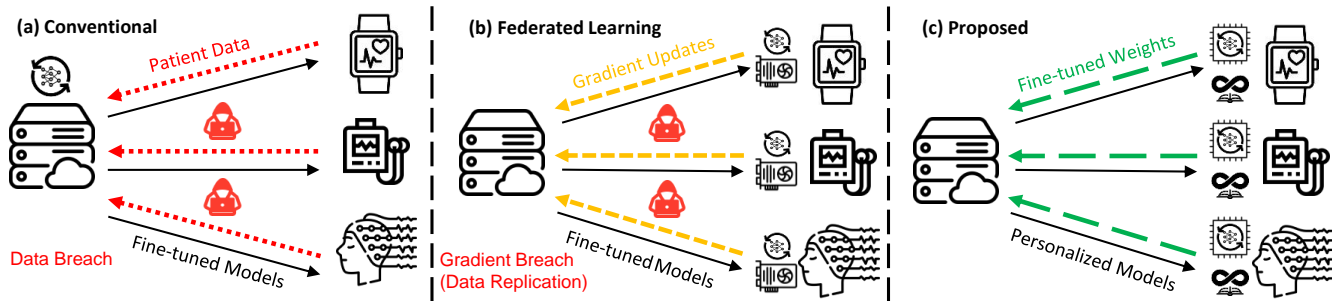 (a) Conventional
Patient Data
Data Breach
Fine-tuned Models
(b) Federated Learning
Gradient Updates
Gradient Breach
(Data Replication)
Fine-tuned Models
(c) Proposed
Fine-tuned Weights
Personalized Models